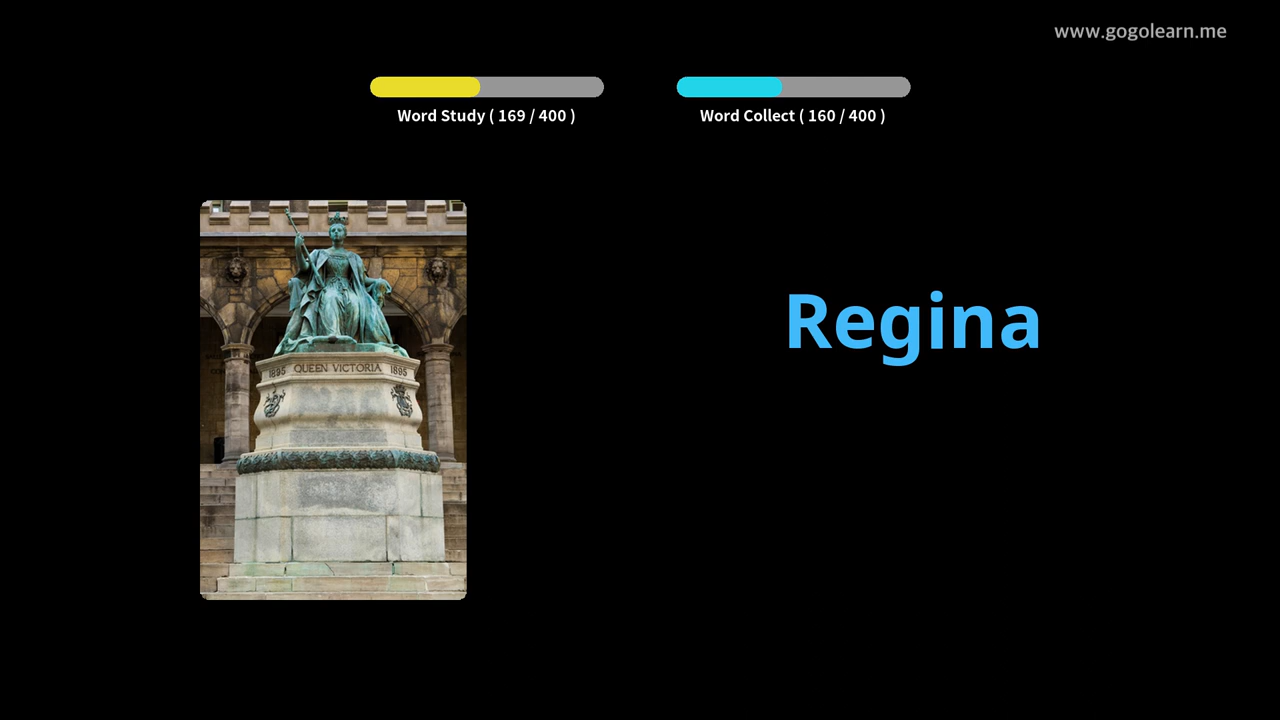 www.gogolearn.me
Word Study ( 169 / 400 )
Word Collect ( 160 / 400 )
Regina
1895 QUEEN VICTORIA 1895